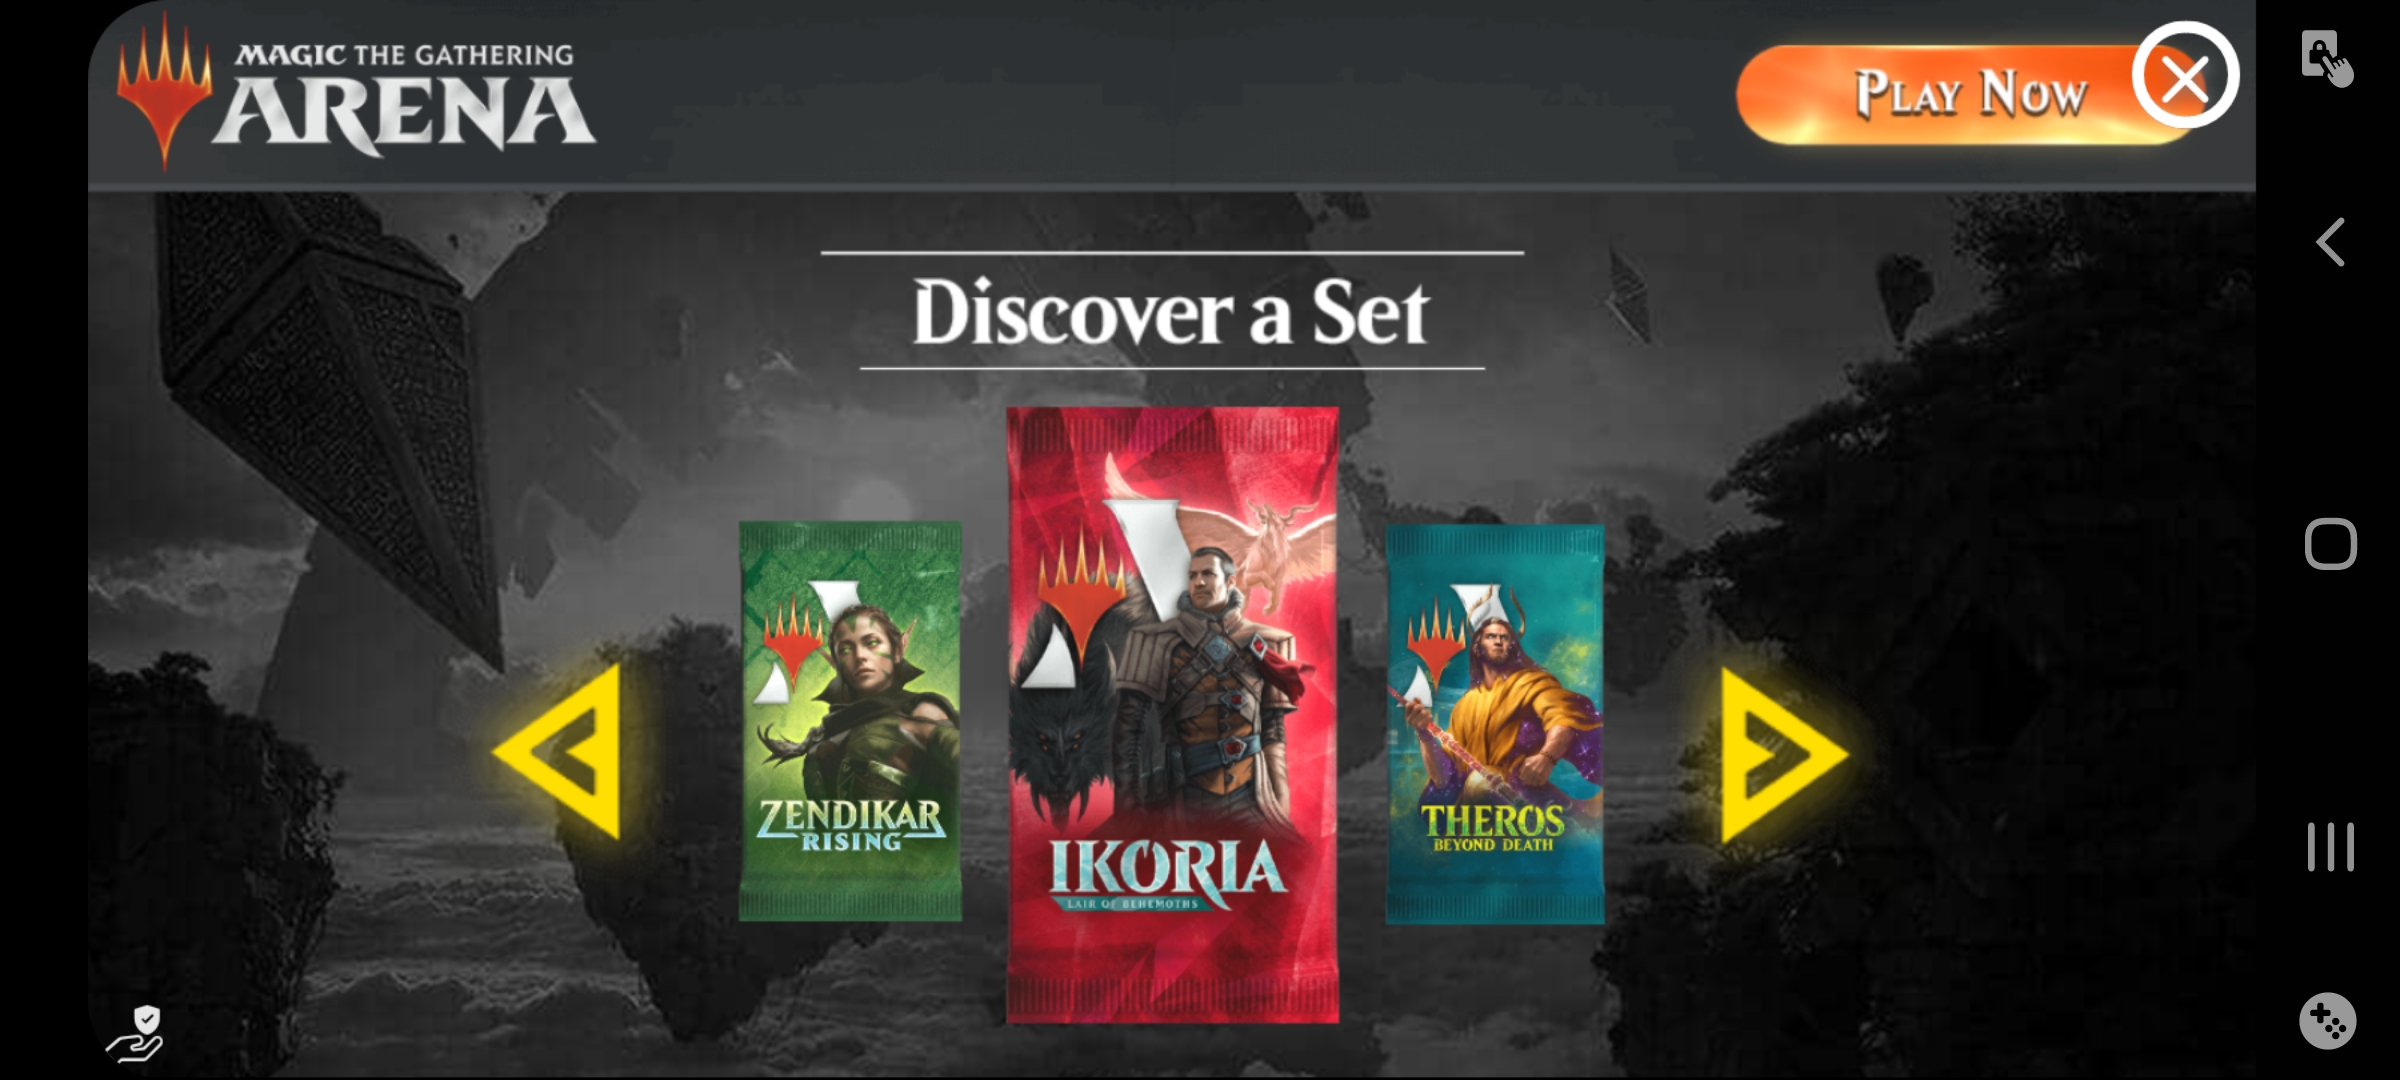 MAGIC THE GATHERING
ARENA
PLAY NOW
Discover a Set
ZENDIKAR
RISING
IKORIA
LAIR OF BEHEMOTHS
THEROS
BEYOND DEATH